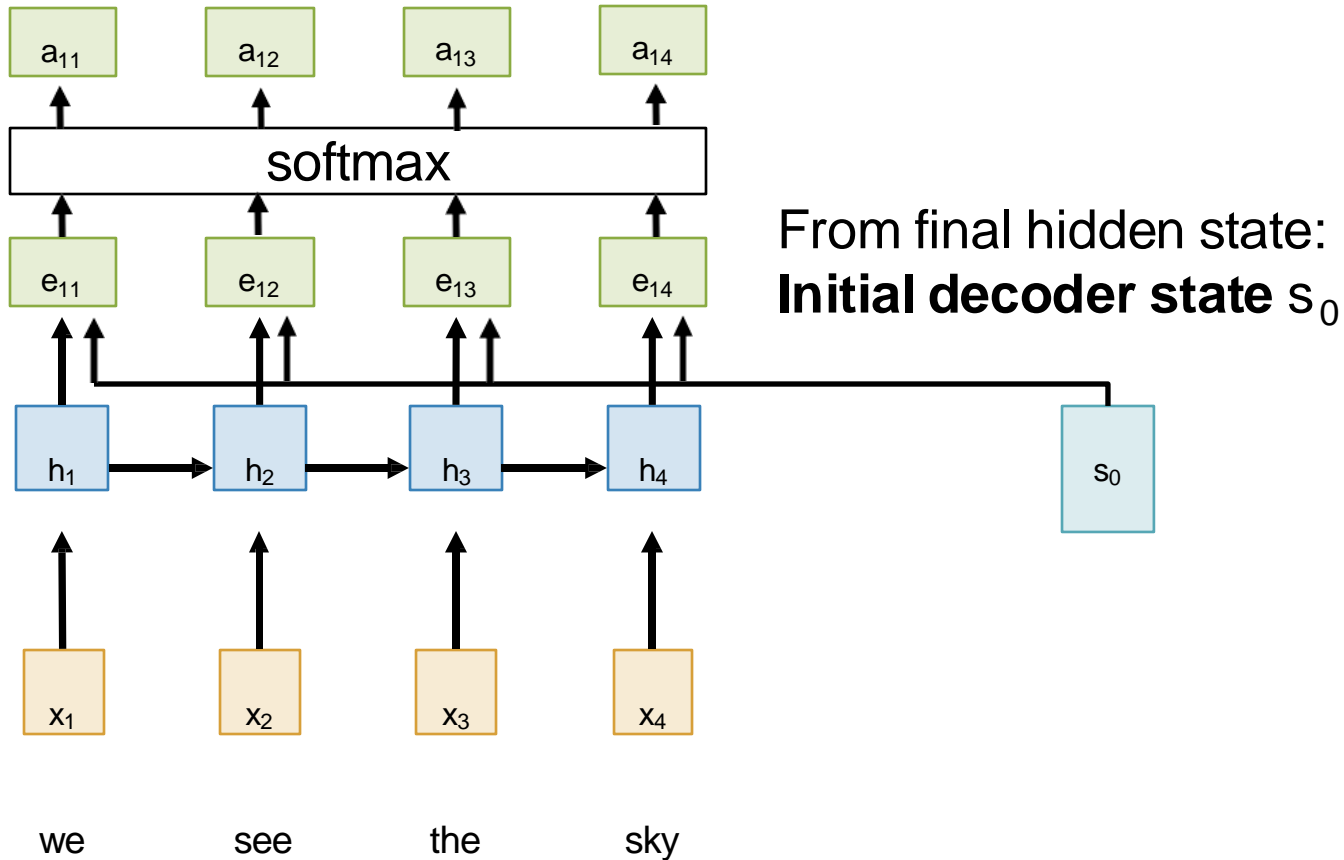 a₁₁ a₁₂ a₁₃ a₁₄
softmax
e₁₁ e₁₂ e₁₃ e₁₄
From final hidden state:
Initial decoder state s₀
h₁ h₂ h₃ h₄ s₀
x₁ x₂ x₃ x₄
we see the sky